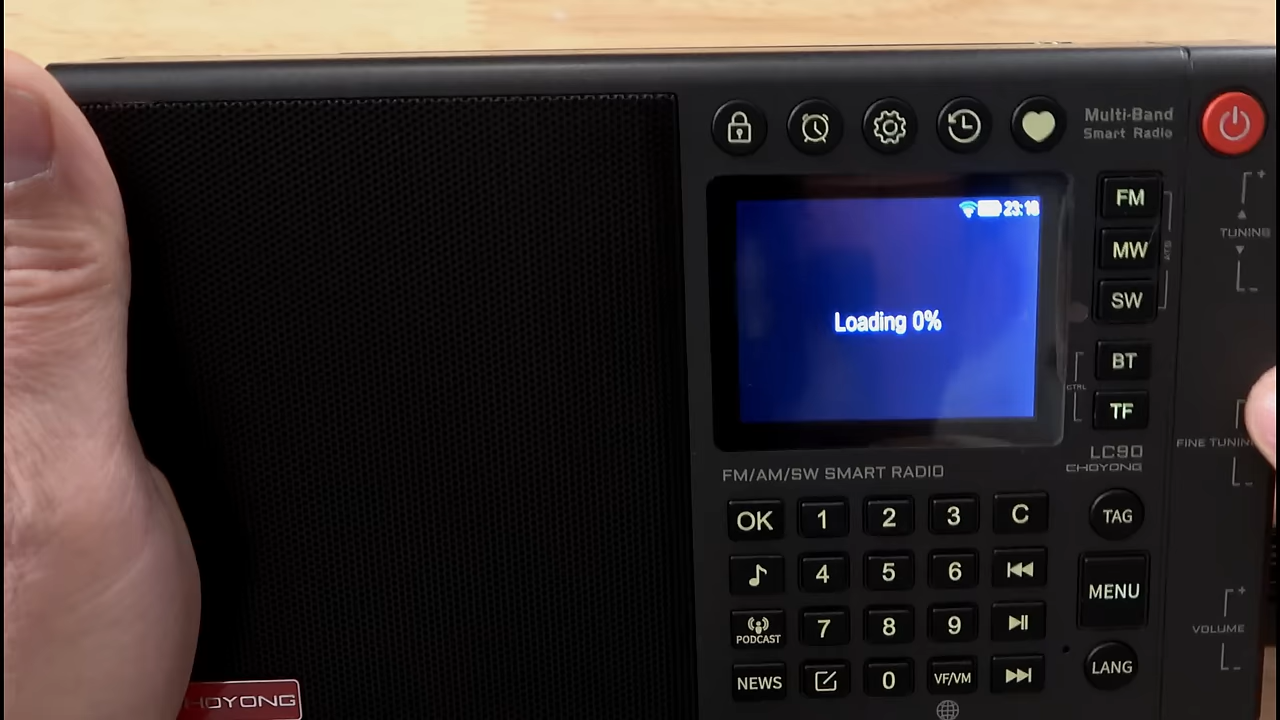 Multi-Band
Smart Radio
23:18
Loading 0%
FM
MW
SW
BT
TF
ATS
CTRL
TUNING
FINE TUNING
VOLUME
LC90
CHOYONG
FM/AM/SW SMART RADIO
OK 1 2 3 C
4 5 6
PODCAST 7 8 9
NEWS 0 VF/VM
TAG
MENU
LANG
HOYONG